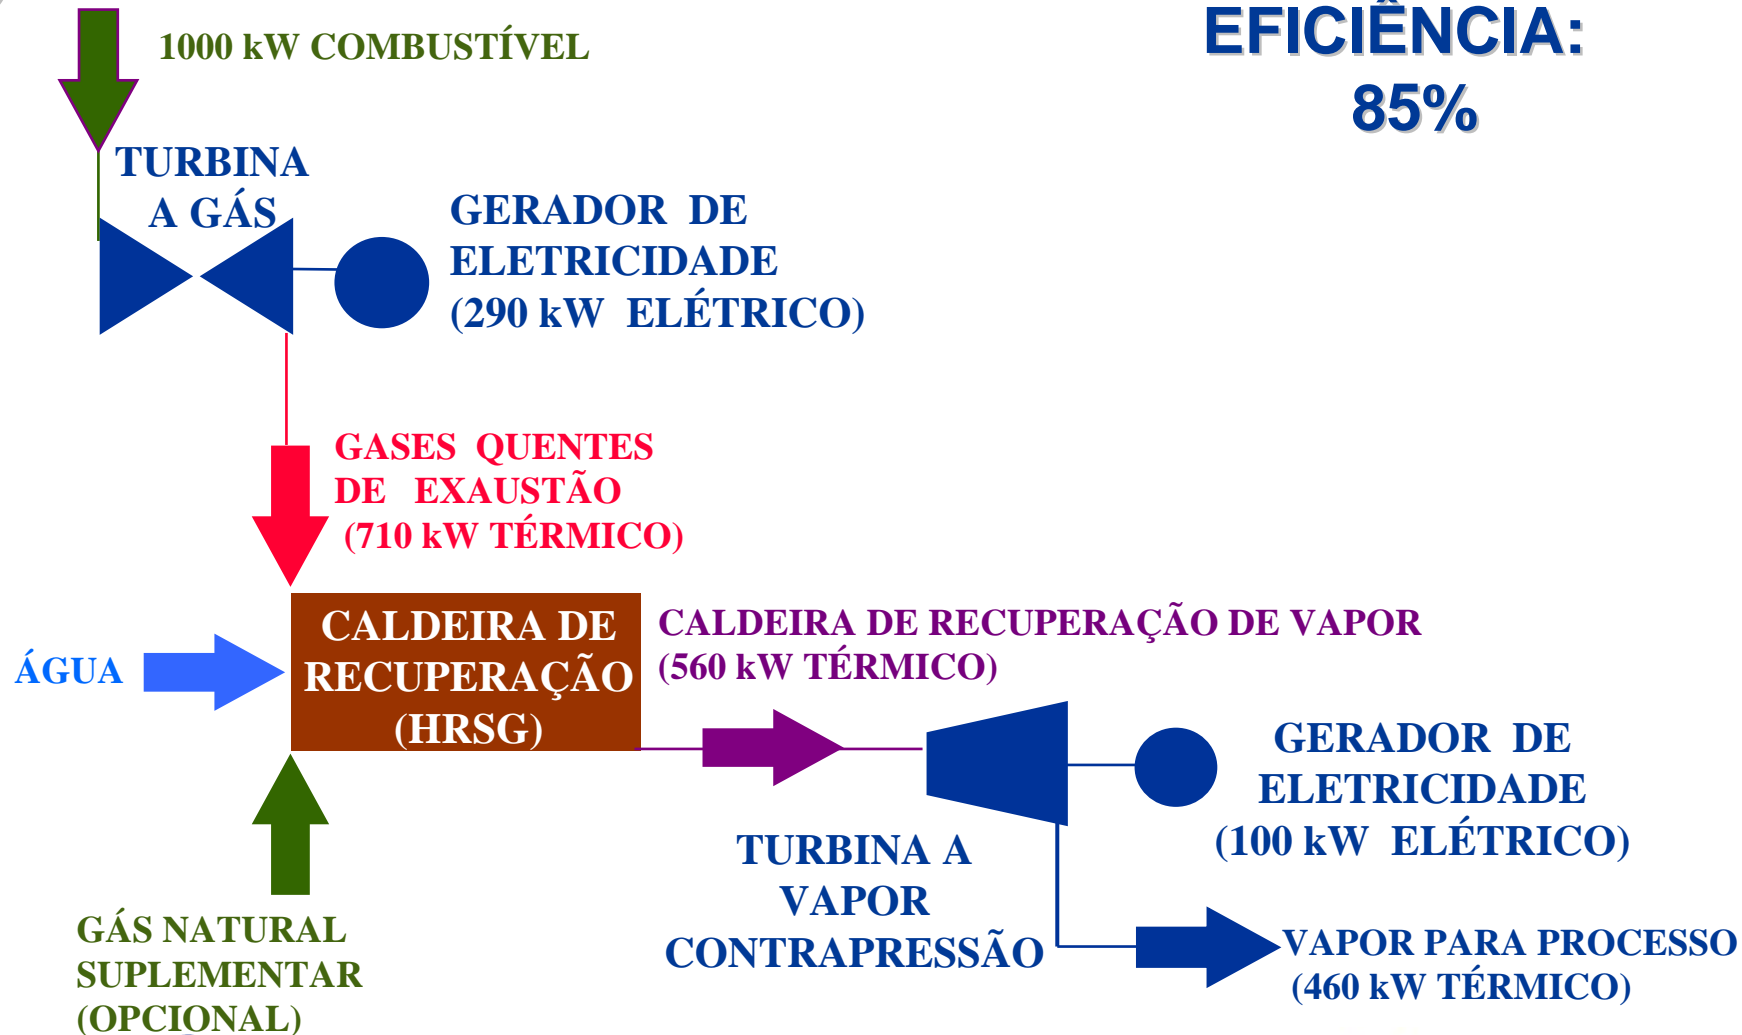 EFICIÊNCIA:
85%
1000 kW COMBUSTÍVEL
TURBINA
A GÁS
GERADOR DE
ELETRICIDADE
(290 kW ELÉTRICO)
GASES QUENTES
DE EXAUSTÃO
(710 kW TÉRMICO)
ÁGUA
CALDEIRA DE
RECUPERAÇÃO
(HRSG)
CALDEIRA DE RECUPERAÇÃO DE VAPOR
(560 kW TÉRMICO)
GERADOR DE
ELETRICIDADE
(100 kW ELÉTRICO)
TURBINA A
VAPOR
CONTRAPRESSÃO
GÁS NATURAL
SUPLEMENTAR
(OPCIONAL)
VAPOR PARA PROCESSO
(460 kW TÉRMICO)